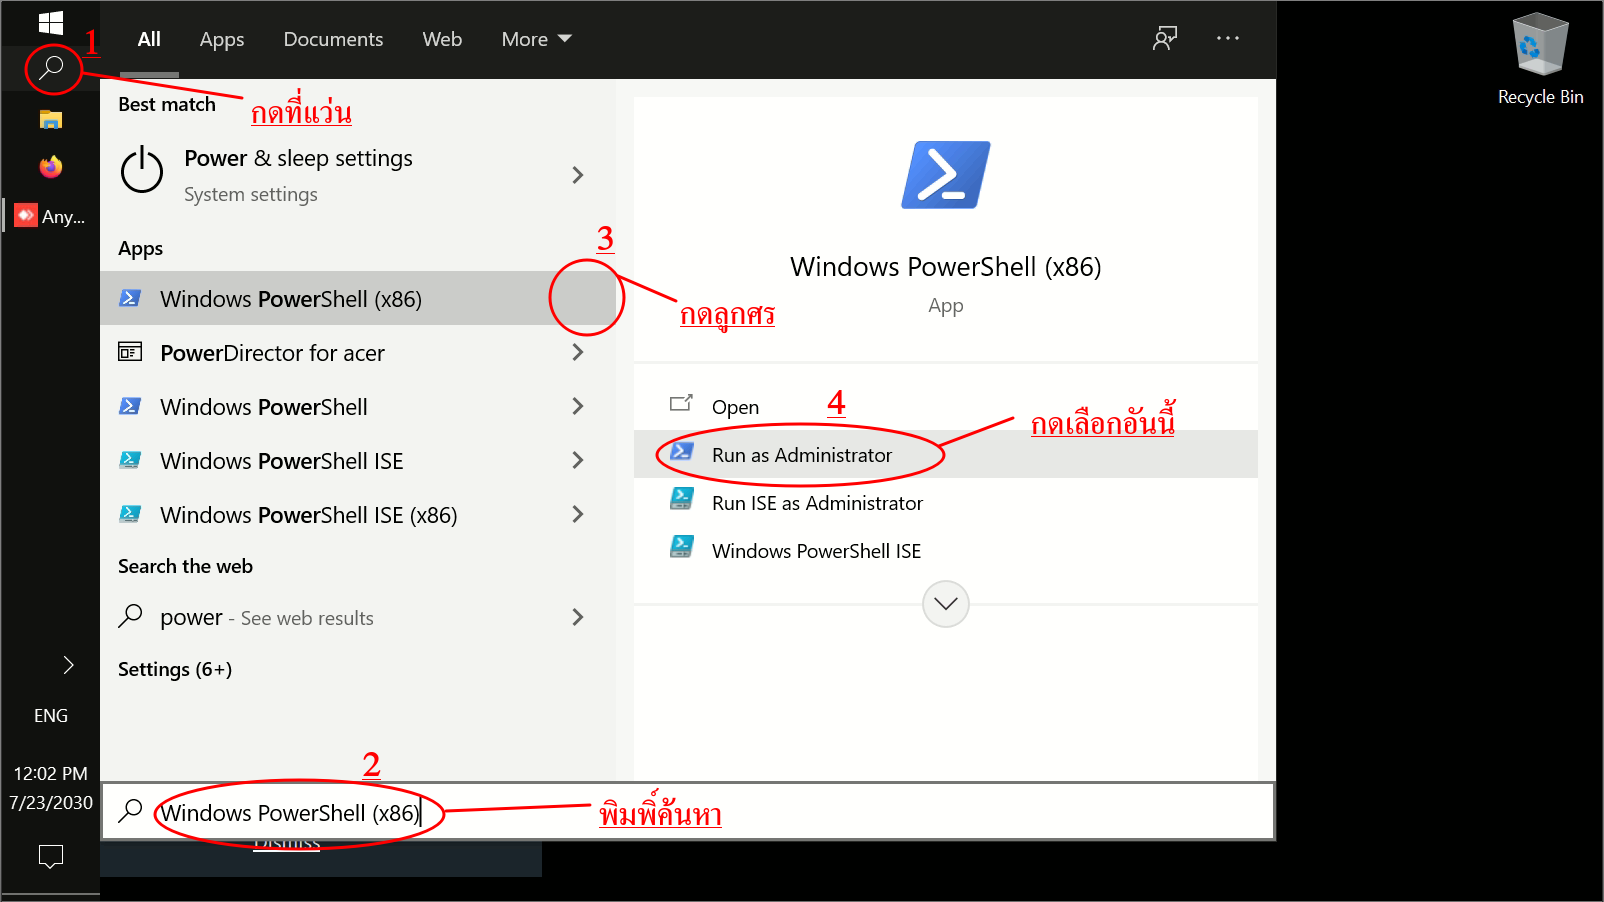 1
All Apps Documents Web More
กดที่แว่น
Best match
Power & sleep settings
System settings
Apps
3
Windows PowerShell (x86)
กดลูกศร
PowerDirector for acer
Windows PowerShell
Windows PowerShell ISE
Windows PowerShell ISE (x86)
Search the web
power - See web results
Settings (6+)
Windows PowerShell (x86)
App
Open
4
กดเลือกอันนี้
Run as Administrator
Run ISE as Administrator
Windows PowerShell ISE
2
Windows PowerShell (x86)
พิมพ์ค้นหา
Dismiss
Any...
ENG
12:02 PM
7/23/2030
Recycle Bin